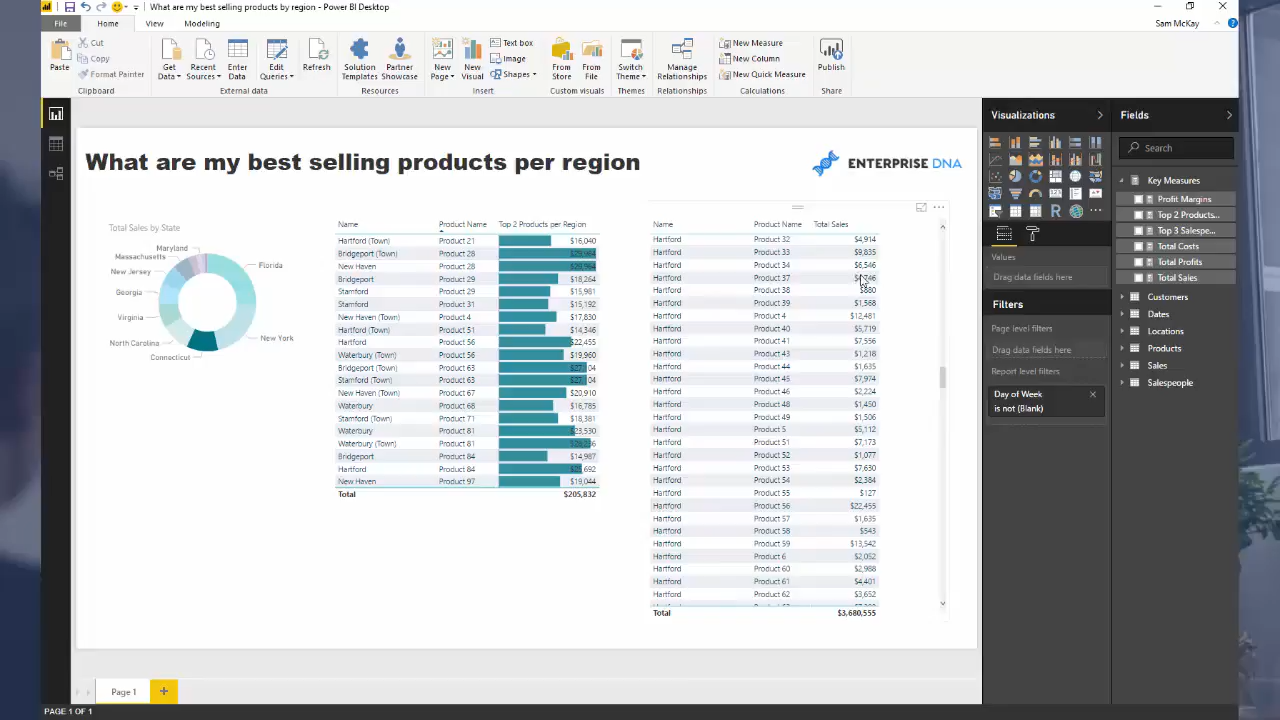 What are my best selling products by region - Power BI Desktop
Sam McKay
File Home View Modeling
Paste
Cut
Copy
Format Painter
Clipboard
Get Data
Recent Sources
Enter Data
Edit Queries
Refresh
External data
Solution Templates
Partner Showcase
Resources
New Page
New Visual
Text box
Image
Shapes
Insert
From Store
From File
Custom visuals
Switch Theme
Themes
Manage Relationships
Relationships
New Measure
New Column
New Quick Measure
Calculations
Publish
Share
What are my best selling products per region
ENTERPRISE DNA
Total Sales by State
Maryland
Massachusetts
New Jersey
Georgia
Virginia
North Carolina
Connecticut
Florida
New York
Name Product Name Top 2 Products per Region
Hartford (Town) Product 21 $16,040
Bridgeport (Town) Product 28
New Haven Product 28
Bridgeport Product 29 $18,264
Stamford Product 29 $15,981
Stamford Product 31 $15,192
New Haven (Town) Product 4 $17,830
Hartford (Town) Product 51 $14,346
Hartford Product 56 $22,455
Waterbury (Town) Product 56 $19,960
Bridgeport (Town) Product 63
Stamford (Town) Product 63
New Haven (Town) Product 67 $20,910
Waterbury Product 68 $16,785
Stamford (Town) Product 71 $18,381
Waterbury Product 81 $23,530
Waterbury (Town) Product 81
Bridgeport Product 84 $14,987
Hartford Product 84
New Haven Product 97 $19,044
Total $205,832
Name Product Name Total Sales
Hartford Product 32 $4,914
Hartford Product 33 $9,835
Hartford Product 34 $6,546
Hartford Product 37
Hartford Product 38 $880
Hartford Product 39 $1,568
Hartford Product 4 $12,481
Hartford Product 40 $5,719
Hartford Product 41 $7,556
Hartford Product 43 $1,218
Hartford Product 44 $1,635
Hartford Product 45 $7,974
Hartford Product 46 $2,224
Hartford Product 48 $1,450
Hartford Product 49 $1,506
Hartford Product 5 $5,112
Hartford Product 51 $7,173
Hartford Product 52 $1,077
Hartford Product 53 $7,630
Hartford Product 54 $2,384
Hartford Product 55 $127
Hartford Product 56 $22,455
Hartford Product 57 $1,635
Hartford Product 58 $543
Hartford Product 59 $13,542
Hartford Product 6 $2,052
Hartford Product 60 $2,988
Hartford Product 61 $4,401
Hartford Product 62 $3,652
Total $3,680,555
Visualizations
Values
Drag data fields here
Filters
Page level filters
Drag data fields here
Report level filters
Day of Week
is not (Blank)
Fields
Search
Key Measures
Profit Margins
Top 2 Products...
Top 3 Salespe...
Total Costs
Total Profits
Total Sales
Customers
Dates
Locations
Products
Sales
Salespeople
Page 1
PAGE 1 OF 1